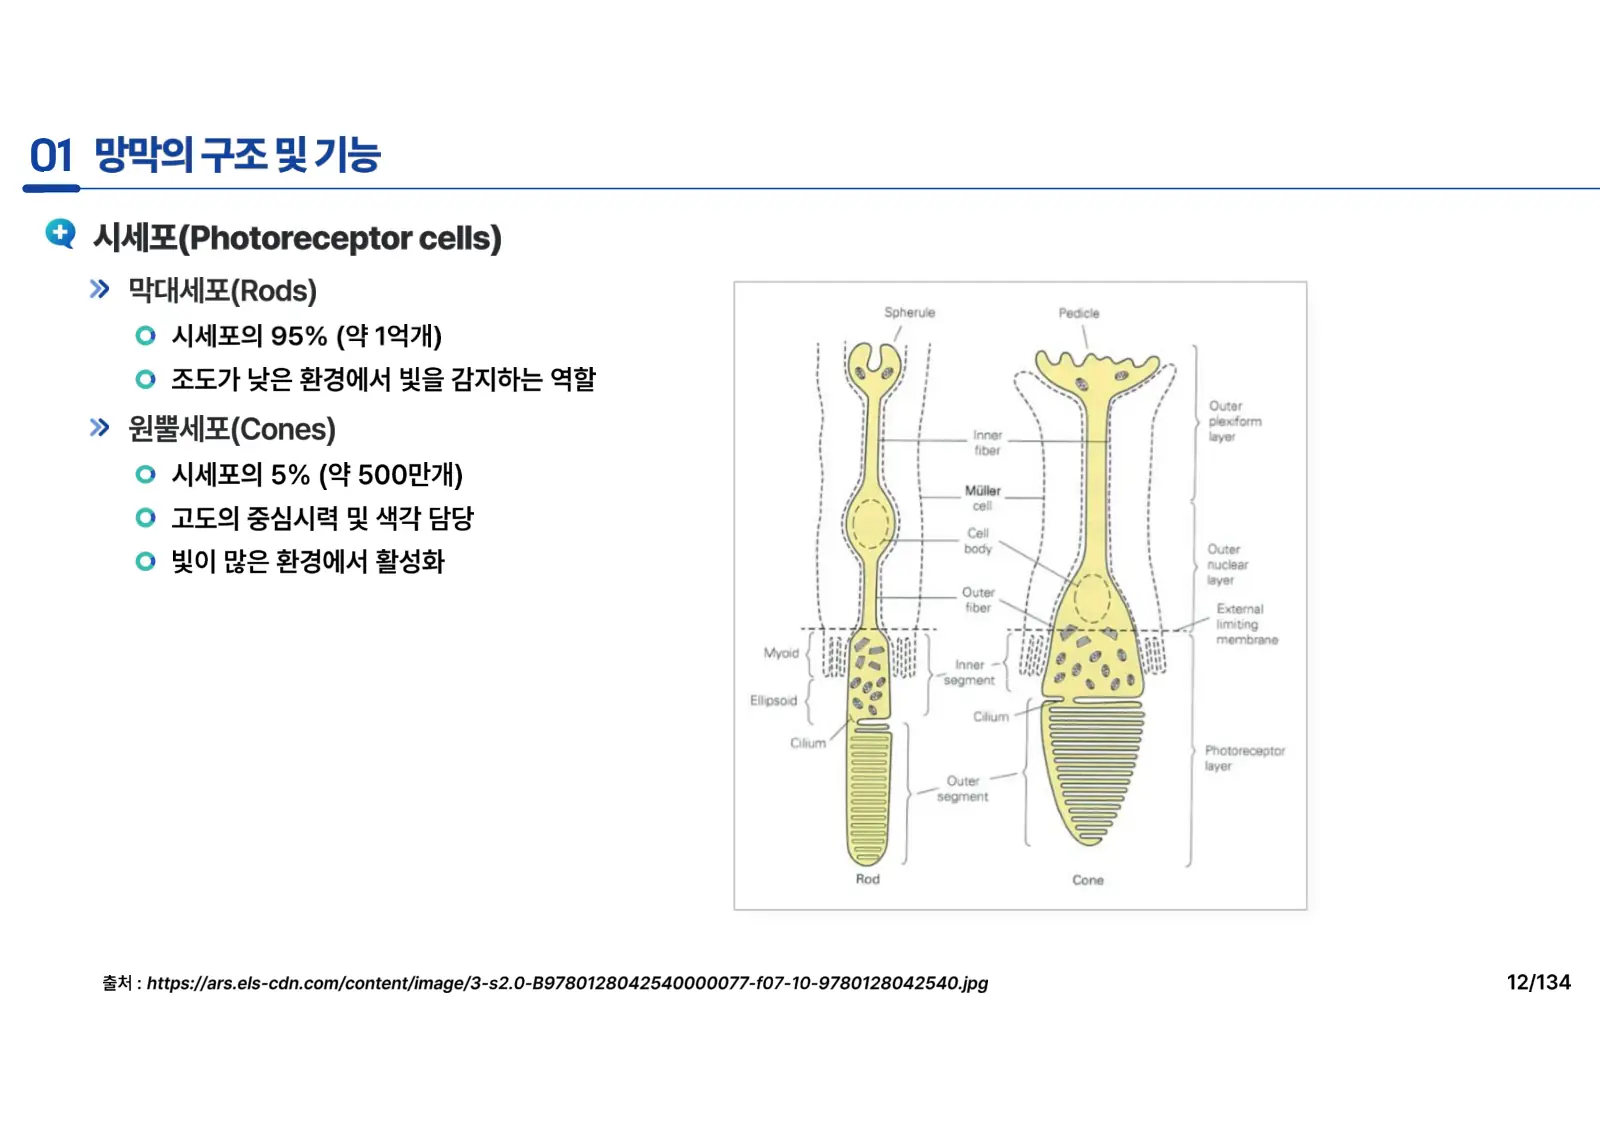 01 망막의 구조 및 기능
시세포(Photoreceptor cells)
막대세포(Rods)
시세포의 95% (약 1억개)
조도가 낮은 환경에서 빛을 감지하는 역할
원뿔세포(Cones)
시세포의 5% (약 500만개)
고도의 중심시력 및 색각 담당
빛이 많은 환경에서 활성화
Spherule
Pedicle
Outer
plexiform
layer
Inner
fiber
Müller
cell
Cell
body
Outer
nuclear
layer
Outer
fiber
External
limiting
membrane
Myoid
Inner
segment
Ellipsoid
Cilium
Cilium
Photoreceptor
layer
Outer
segment
Rod
Cone
출처 : https://ars.els-cdn.com/content/image/3-s2.0-B9780128042540000077-f07-10-9780128042540.jpg
12/134